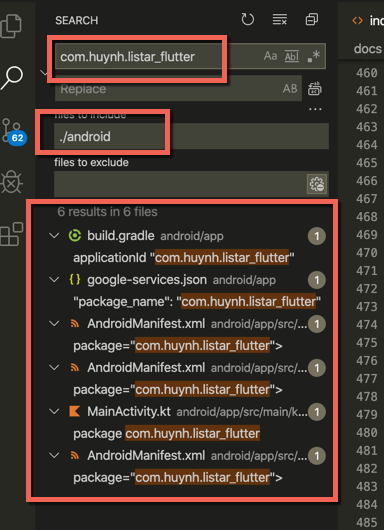 SEARCH
ind
com.huynh.listar_flutter
Aa
Abl
.*
docs
Replace
AB
...
files to include
./android
62
files to exclude
6 results in 6 files
build.gradle android/app 1
applicationId "com.huynh.listar_flutter"
{ } google-services.json android/app 1
"package_name": "com.huynh.listar_flutter"
AndroidManifest.xml android/app/src/... 1
package="com.huynh.listar_flutter">
AndroidManifest.xml android/app/src/... 1
package="com.huynh.listar_flutter">
MainActivity.kt android/app/src/main/k... 1
package com.huynh.listar_flutter
AndroidManifest.xml android/app/src/... 1
package="com.huynh.listar_flutter">
460
461
462
463
464
465
466
467
468
469
470
471
472
473
474
475
476
477
478
479
480
481
482
483
484
485